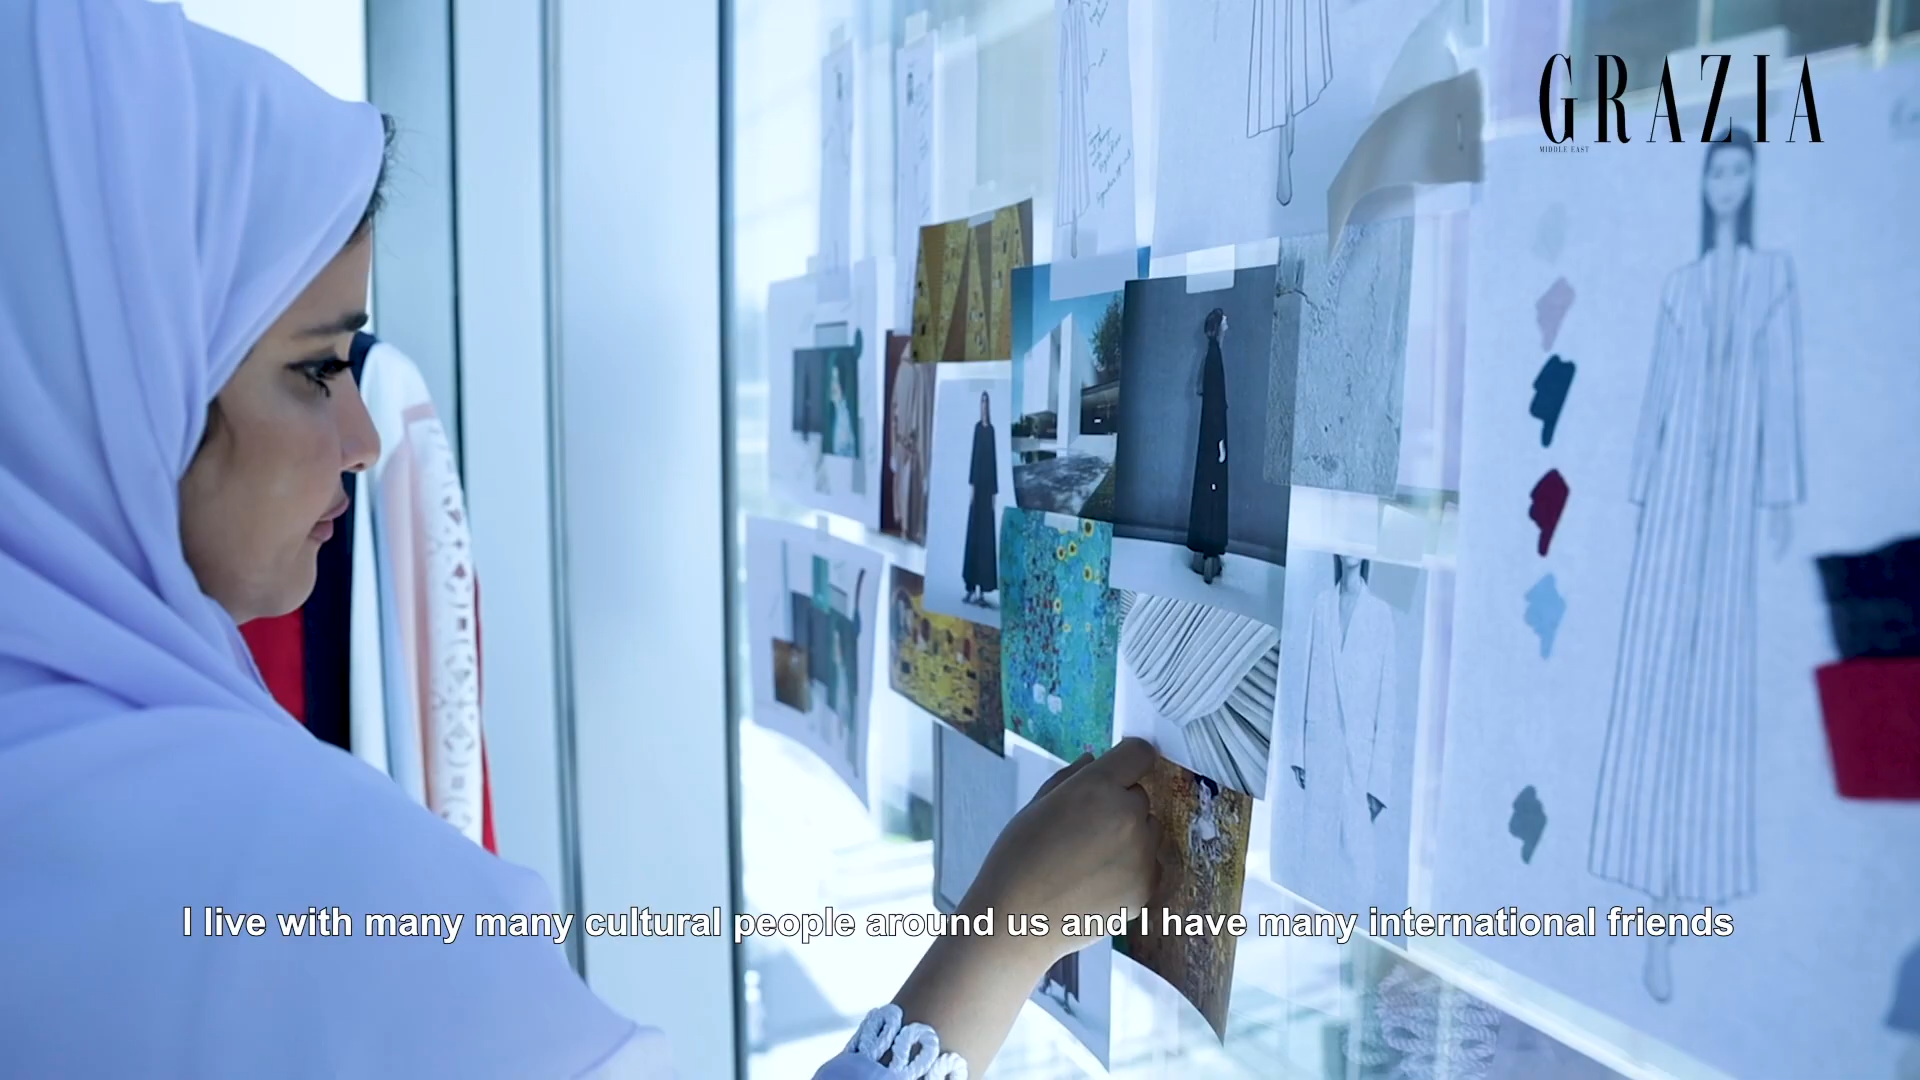 GRAZIA
MIDDLE EAST
I live with many many cultural people around us and I have many international friends